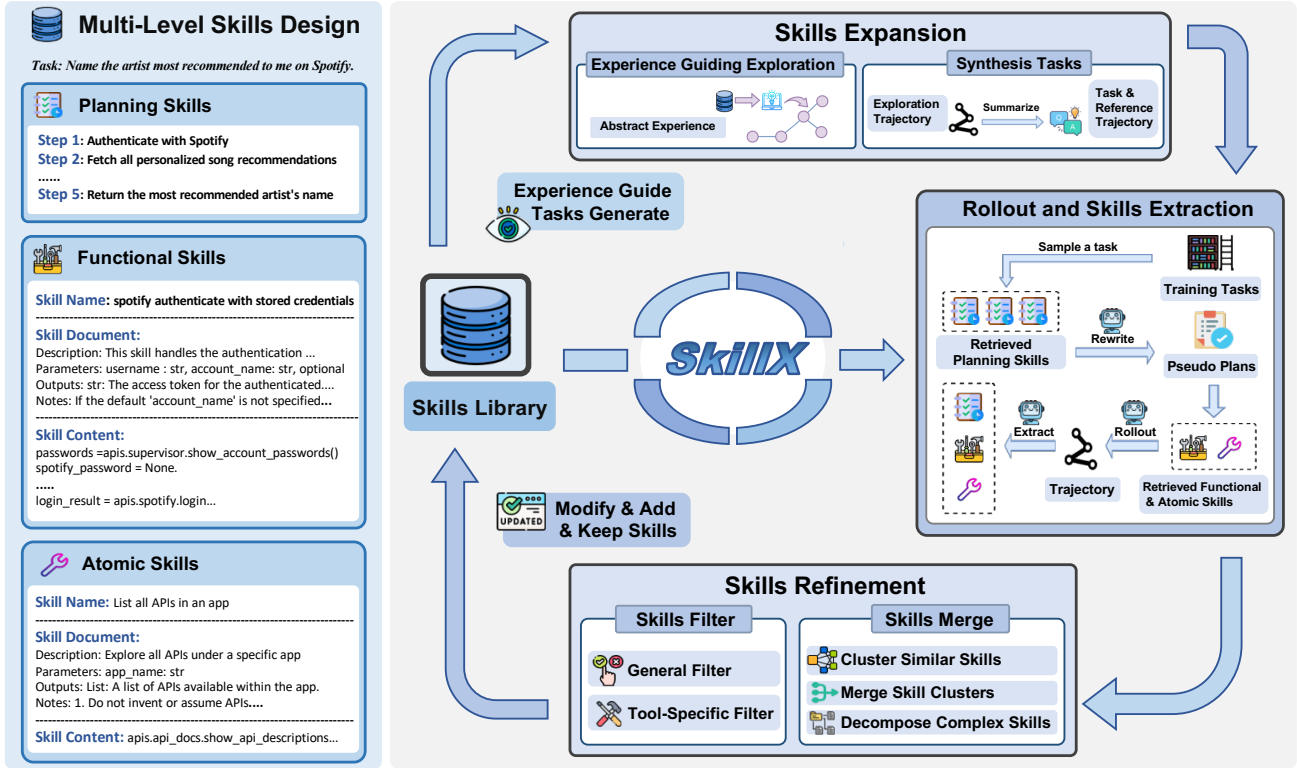 Multi-Level Skills Design
Task: Name the artist most recommended to me on Spotify.
Planning Skills
Step 1: Authenticate with Spotify
Step 2: Fetch all personalized song recommendations
......
Step 5: Return the most recommended artist's name
Functional Skills
Skill Name: spotify authenticate with stored credentials
Skill Document:
Description: This skill handles the authentication ...
Parameters: username : str, account_name: str, optional
Outputs: str: The access token for the authenticated....
Notes: If the default 'account_name' is not specified...
Skill Content:
passwords =apis.supervisor.show_account_passwords()
spotify_password = None.
.....
login_result = apis.spotify.login...
Atomic Skills
Skill Name: List all APIs in an app
Skill Document:
Description: Explore all APIs under a specific app
Parameters: app_name: str
Outputs: List: A list of APIs available within the app.
Notes: 1. Do not invent or assume APIs....
Skill Content: apis.api_docs.show_api_descriptions...
Skills Expansion
Experience Guiding Exploration
Abstract Experience
Synthesis Tasks
Exploration
Trajectory
Summarize
Q
A
Task &
Reference
Trajectory
Experience Guide
Tasks Generate
Skills Library
SkillX
Rollout and Skills Extraction
Sample a task
Training Tasks
Retrieved
Planning Skills
Rewrite
Pseudo Plans
Extract
Rollout
Trajectory
Retrieved Functional
& Atomic Skills
UPDATED
Modify & Add
& Keep Skills
Skills Refinement
Skills Filter
General Filter
Tool-Specific Filter
Skills Merge
Cluster Similar Skills
Merge Skill Clusters
Decompose Complex Skills